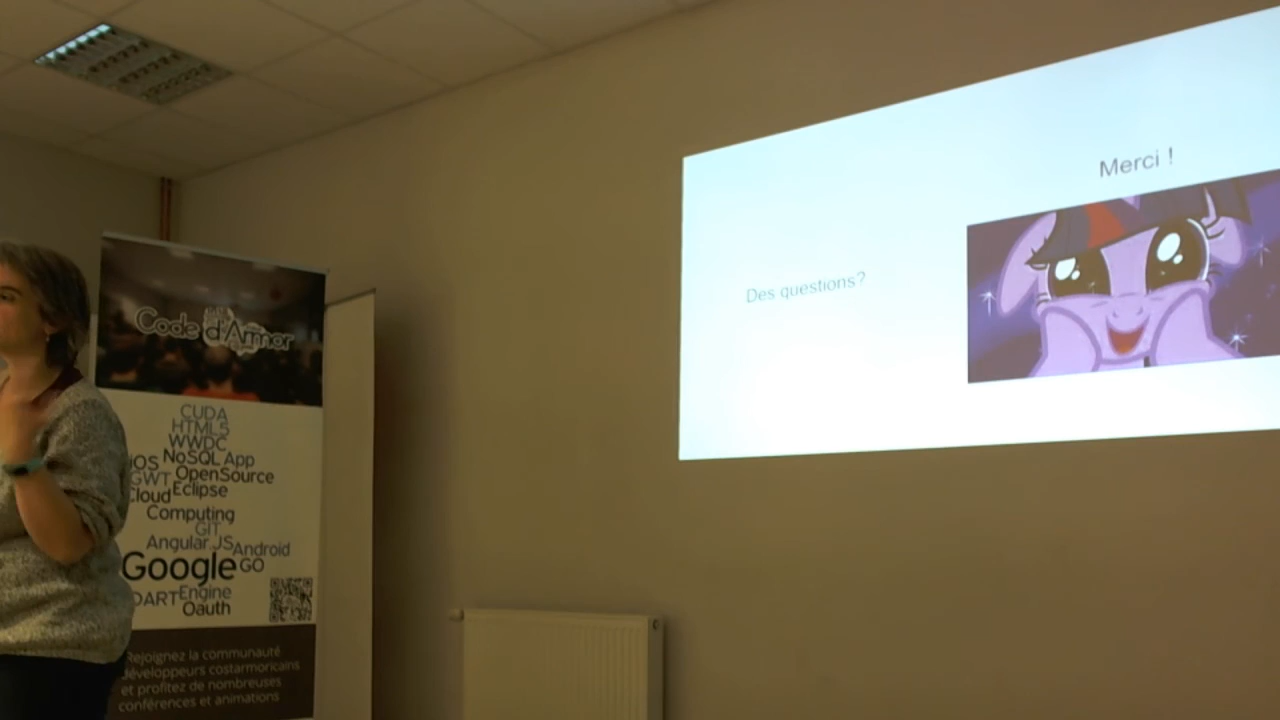 Code d'Armor
CUDA
HTML5
WWDC
iOS NoSQL App
GWT OpenSource
Cloud Eclipse
Computing
GIT
Angular.JS Android
Google GO
DART Engine
Oauth
Rejoignez la communauté
développeurs costarmoricains
et profitez de nombreuses
conférences et animations
Merci !
Des questions?